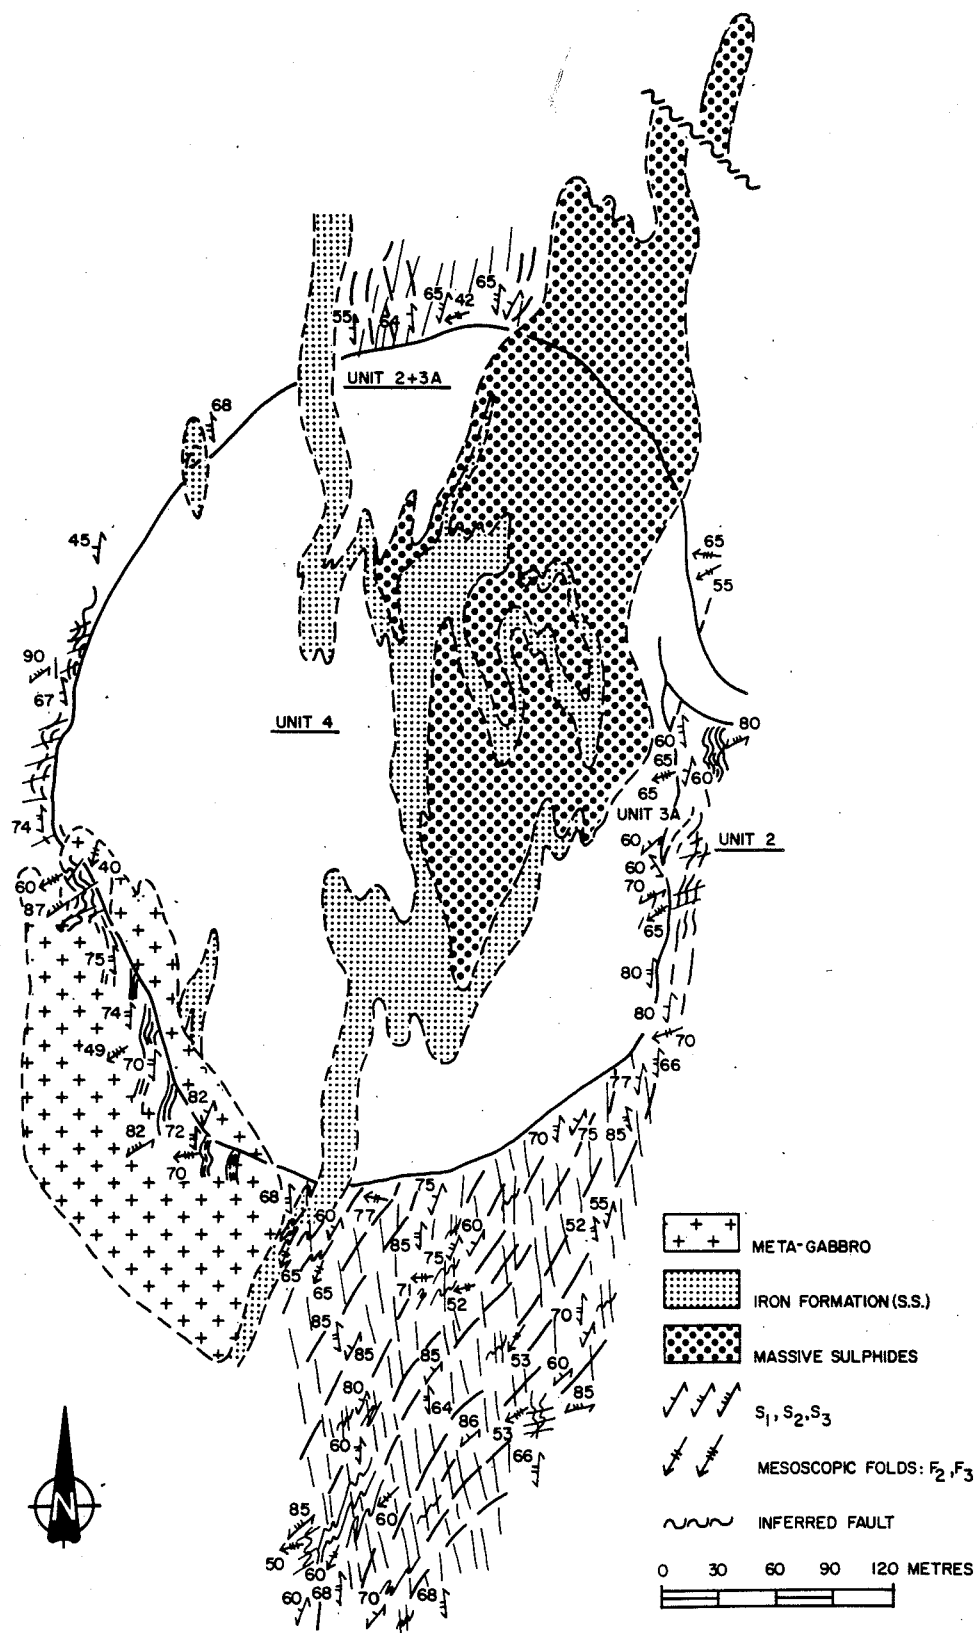 65
65 42
55 64
UNIT 2+3A
68
45
65
55
90
67
UNIT 4
80
60
65 60
65
UNIT 3A
74
60 UNIT 2
40
60 60
87 70
65
75
80
74 80
49 70
70 66
82 77
82 72 70 75 85
70
68 75
77 55
60 60 52
85
75
65 71
65 52
META-GABBRO
IRON FORMATION (S.S.)
85 70
85 85 53 60
MASSIVE SULPHIDES
80 85
64
S1, S2, S3
86 53
60 66
MESOSCOPIC FOLDS: F2, F3
N
85 60
INFERRED FAULT
50
60
0 30 60 90 120 METRES
60 68 70 68